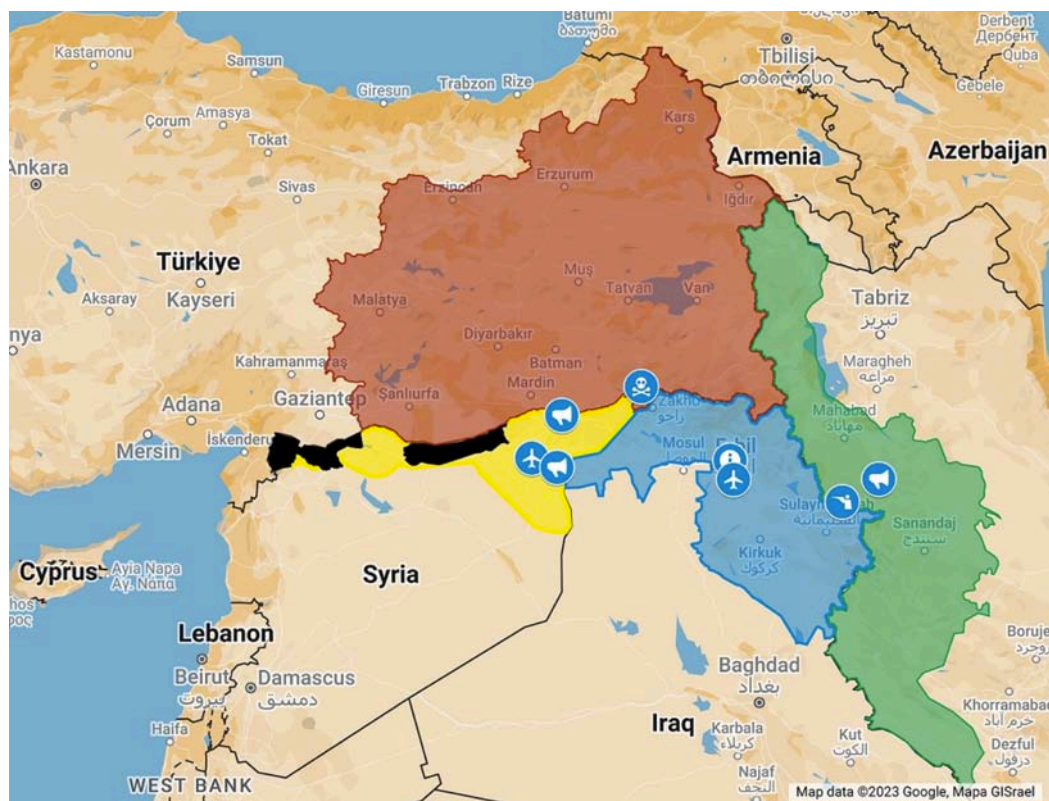 Batumi
ბათუმი
Tbilisi
თბილისი
Derbent
Дербент
Quba
Kastamonu
Samsun
Trabzon
Rize
Giresun
Gebele
Amasya
Çorum
Tokat
Kars
Armenia
Azerbaijan
Ankara
Sivas
Erzincan
Erzurum
Iğdır
Türkiye
Kayseri
Muş
Tatvan
Van
Tabriz
تبریز
Aksaray
Malatya
nya
Diyarbakır
Maragheh
مراغه
Kahramanmaraş
Batman
Mardin
Şanlıurfa
Gaziantep
Adana
Zakho
زاخو
Mahabad
مهاباد
Mersin
İskenderu
Mosul
الموصل
Sanandaj
سنندج
Kirkuk
كركوك
Cyprus
Ayia Napa
Αγ. Νάπα
Syria
Lebanon
Beirut
بيروت
Damascus
دمشق
Baghdad
بغداد
Boruje
Khorramabad
خرم آباد
Haifa
Iraq
Karbala
كربلاء
Kut
الكوت
Dezful
دزفول
WEST BANK
Najaf
النجف
Map data ©2023 Google, Mapa GISrael